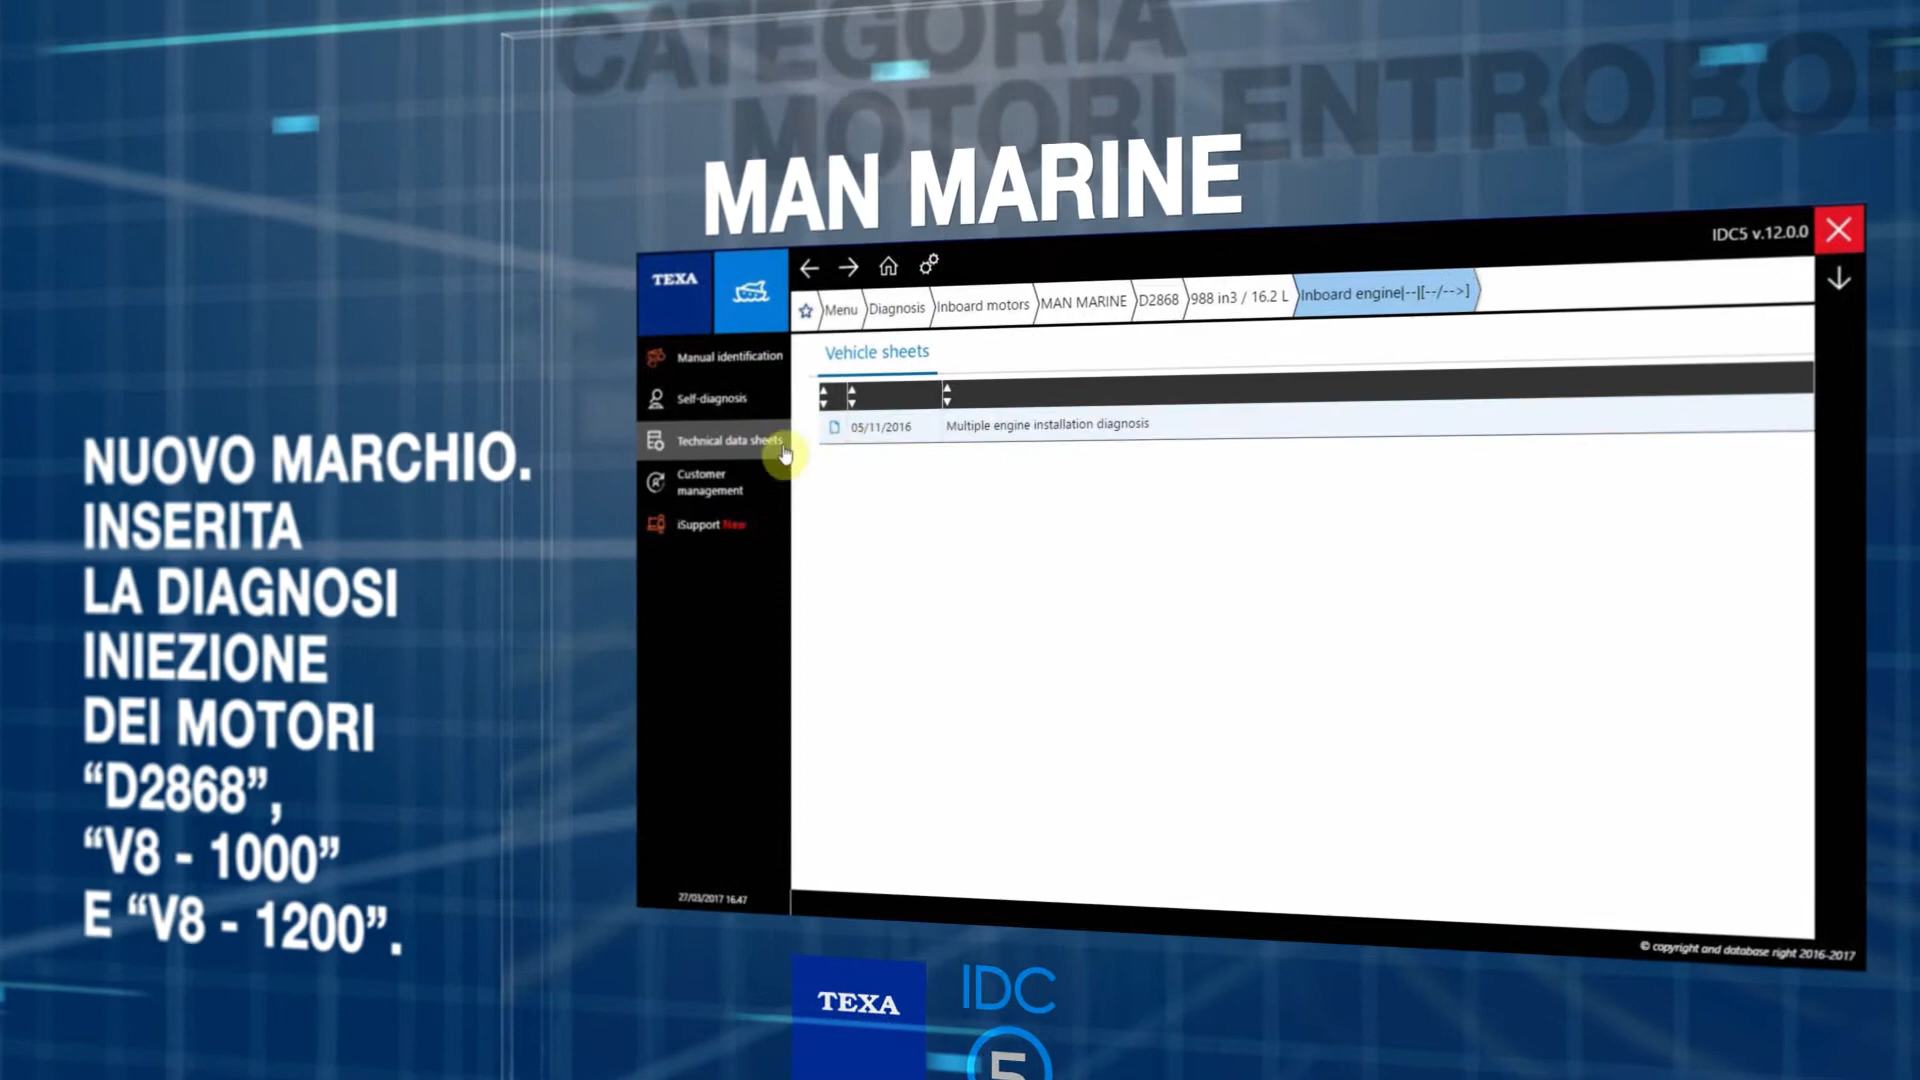 CATEGORIA
MOTORI ENTROBOR
MAN MARINE
IDC5 v.12.0.0
TEXA
Menu
Diagnosis
Inboard motors
MAN MARINE
D2868
988 in3 / 16.2 L
Inboard engine|--|[--/-->]
Manual identification
Self-diagnosis
Technical data sheets
Customer
management
iSupport New
Vehicle sheets
05/11/2016 Multiple engine installation diagnosis
27/03/2017 16.47
© copyright and database right 2016-2017
NUOVO MARCHIO.
INSERITA
LA DIAGNOSI
INIEZIONE
DEI MOTORI
“D2868”,
“V8 - 1000”
E “V8 - 1200”.
TEXA
IDC
5